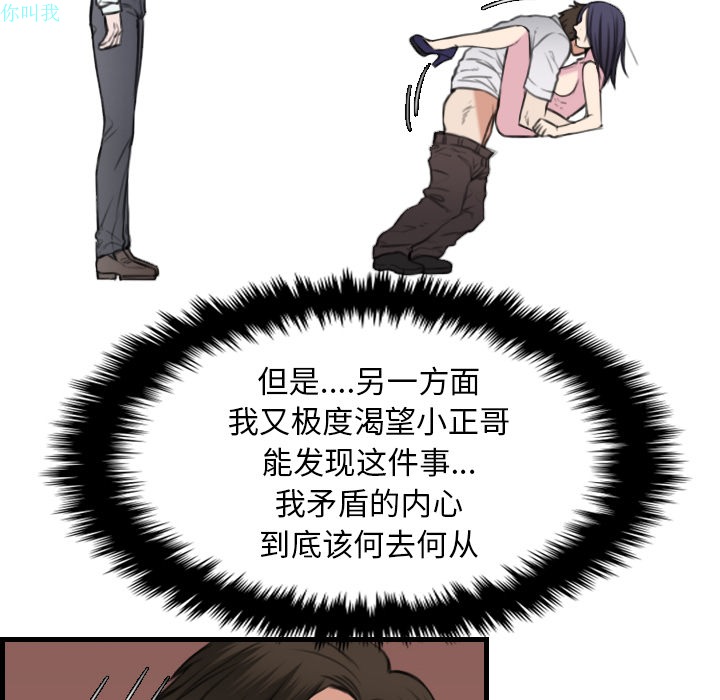 你叫我
但是....另一方面
我又极度渴望小正哥
能发现这件事...
我矛盾的内心
到底该何去何从